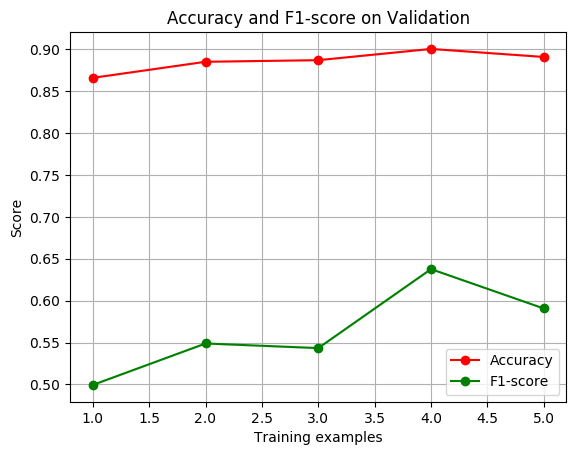 Accuracy and F1-score on Validation
Score
0.90
0.85
0.80
0.75
0.70
0.65
0.60
0.55
0.50
Accuracy
F1-score
1.0 1.5 2.0 2.5 3.0 3.5 4.0 4.5 5.0
Training examples